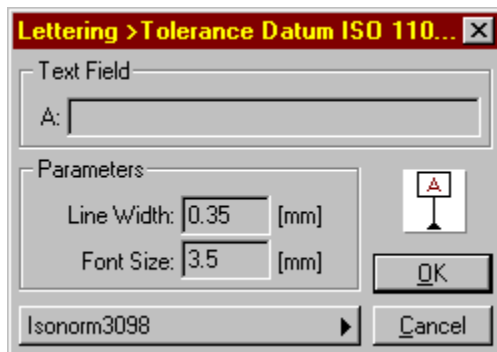 Lettering >Tolerance Datum ISO 110...
Text Field
A:
Parameters
A
Line Width: 0.35 [mm]
Font Size: 3.5 [mm]
OK
Isonorm3098
Cancel